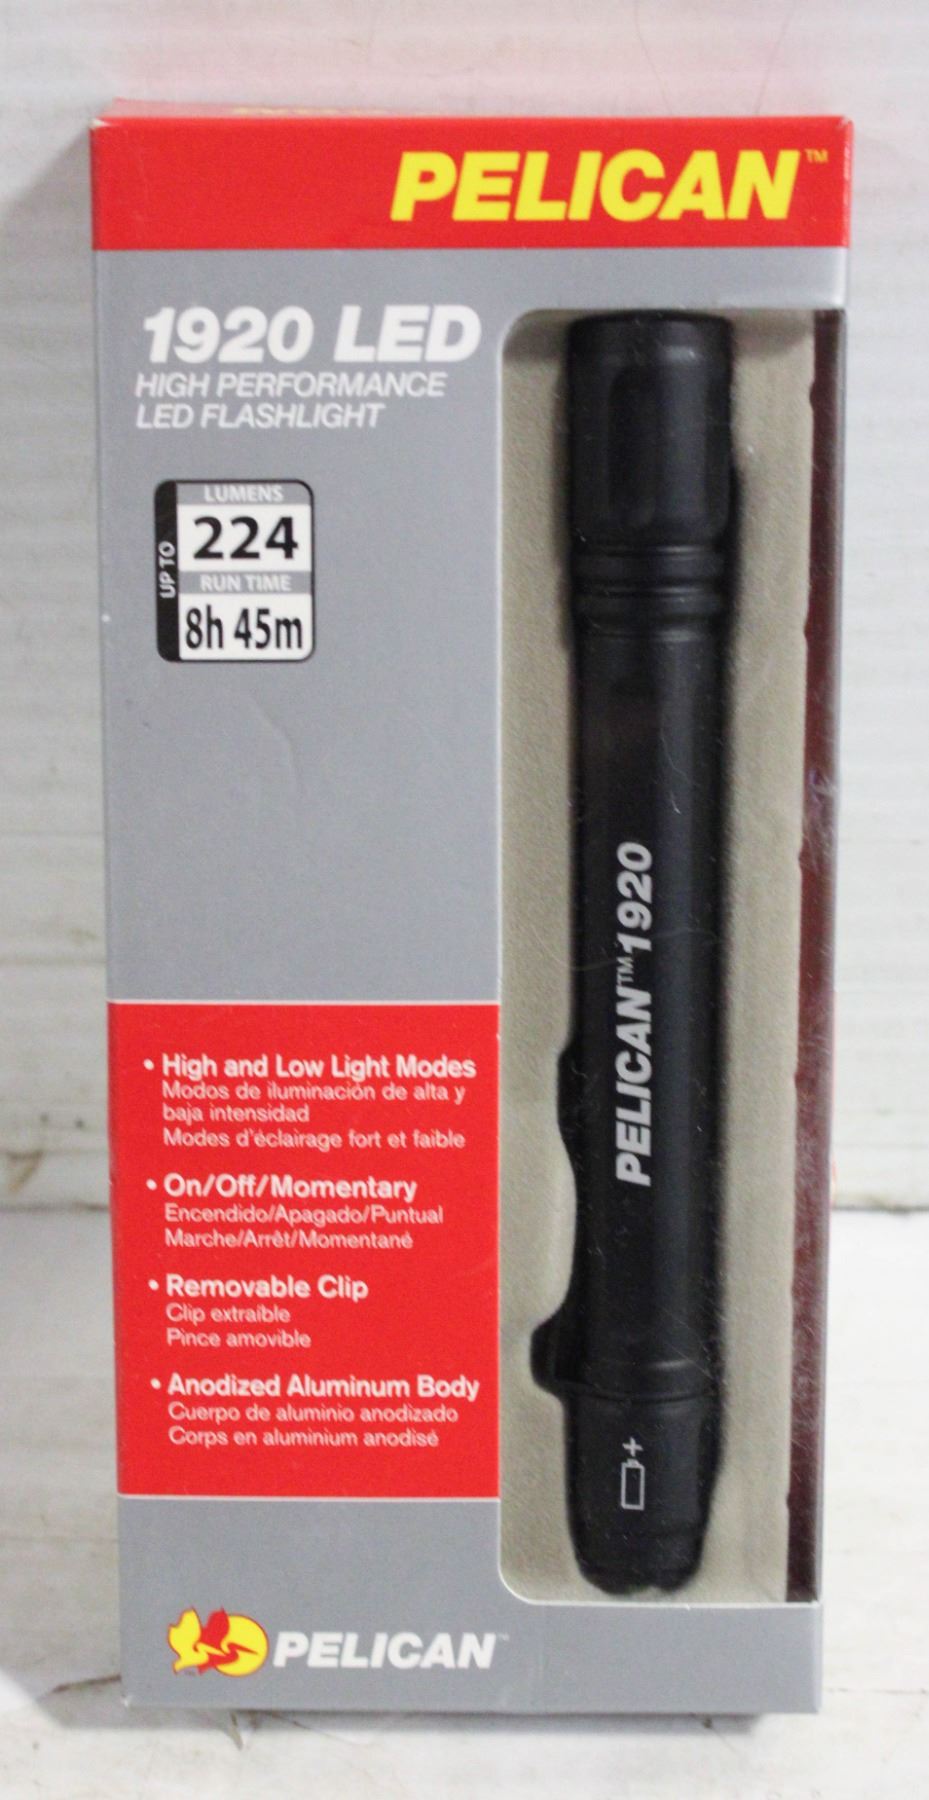 PELICAN™
1920 LED
HIGH PERFORMANCE
LED FLASHLIGHT
UP TO
LUMENS
224
RUN TIME
8h 45m
PELICAN™1920
• High and Low Light Modes
Modos de iluminación de alta y
baja intensidad
Modes d'éclairage fort et faible
• On/Off/Momentary
Encendido/Apagado/Puntual
Marche/Arrêt/Momentané
• Removable Clip
Clip extraíble
Pince amovible
• Anodized Aluminum Body
Cuerpo de aluminio anodizado
Corps en aluminium anodisé
+
PELICAN™